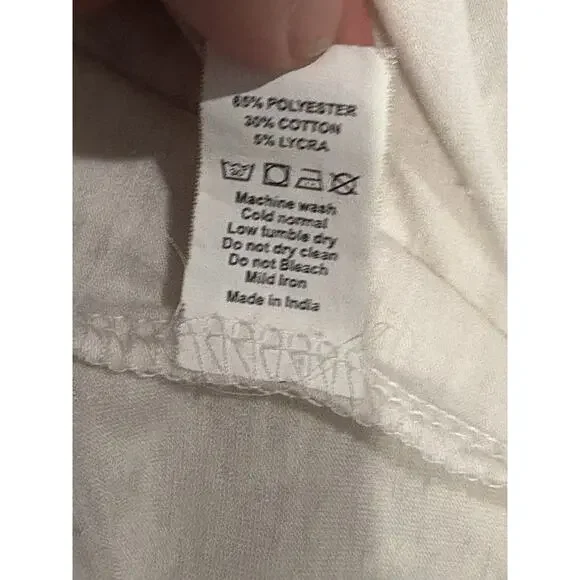 65% POLYESTER
30% COTTON
5% LYCRA
Machine wash
Cold normal
Low tumble dry
Do not dry clean
Do not Bleach
Mild Iron
Made in India